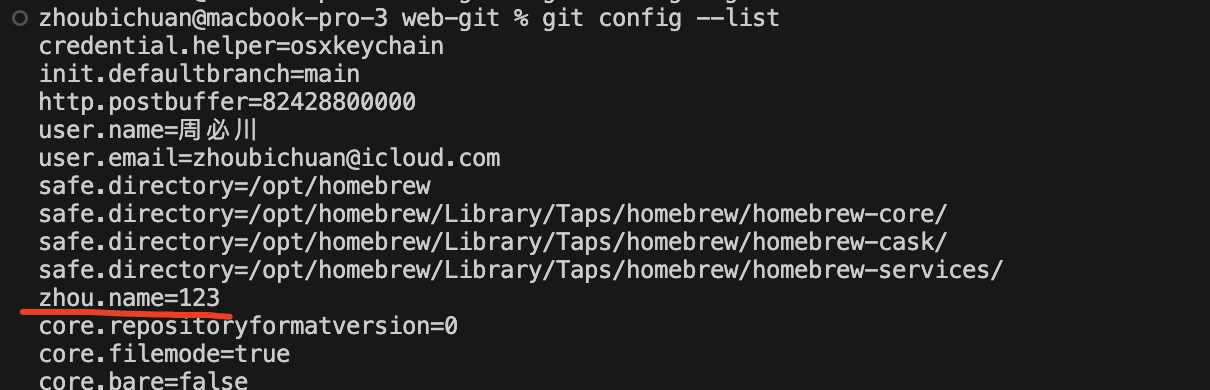 zhoubichuan@macbook-pro-3 web-git % git config --list
credential.helper=osxkeychain
init.defaultbranch=main
http.postbuffer=82428800000
user.name=周必川
user.email=zhoubichuan@icloud.com
safe.directory=/opt/homebrew
safe.directory=/opt/homebrew/Library/Taps/homebrew/homebrew-core/
safe.directory=/opt/homebrew/Library/Taps/homebrew/homebrew-cask/
safe.directory=/opt/homebrew/Library/Taps/homebrew/homebrew-services/
zhou.name=123
core.repositoryformatversion=0
core.filemode=true
core.bare=false